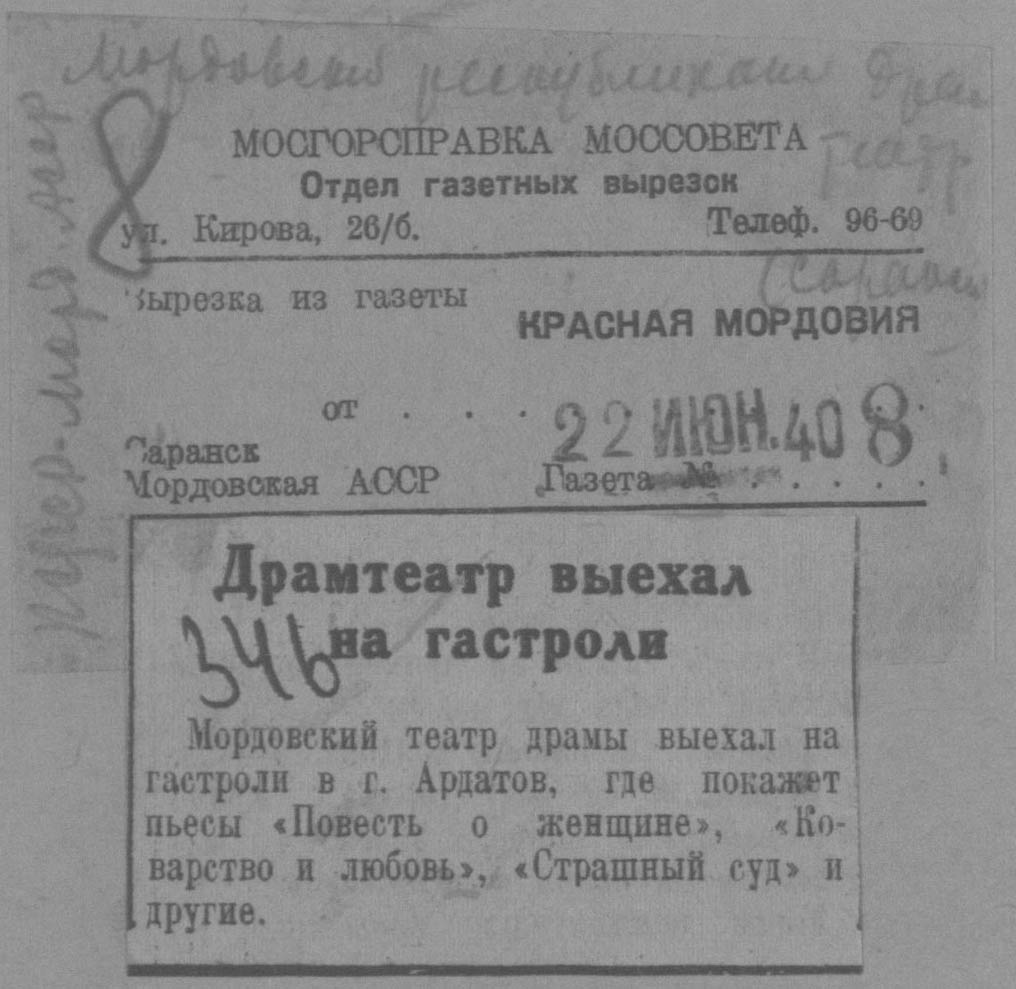 Мордовский республикан драм
театр
(Саранск)
8
МОСГОРСПРАВКА МОССОВЕТА
Отдел газетных вырезок
ул. Кирова, 26/б. Телеф. 96-69
Вырезка из газеты
КРАСНАЯ МОРДОВИЯ
от . . . 22 ИЮН. 40 8
Саранск
Мордовская АССР Газета № . . . . .
Драмтеатр выехал
на гастроли
346
Мордовский театр драмы выехал на
гастроли в г. Ардатов, где покажет
пьесы «Повесть о женщине», «Ко-
варство и любовь», «Страшный суд» и
другие.